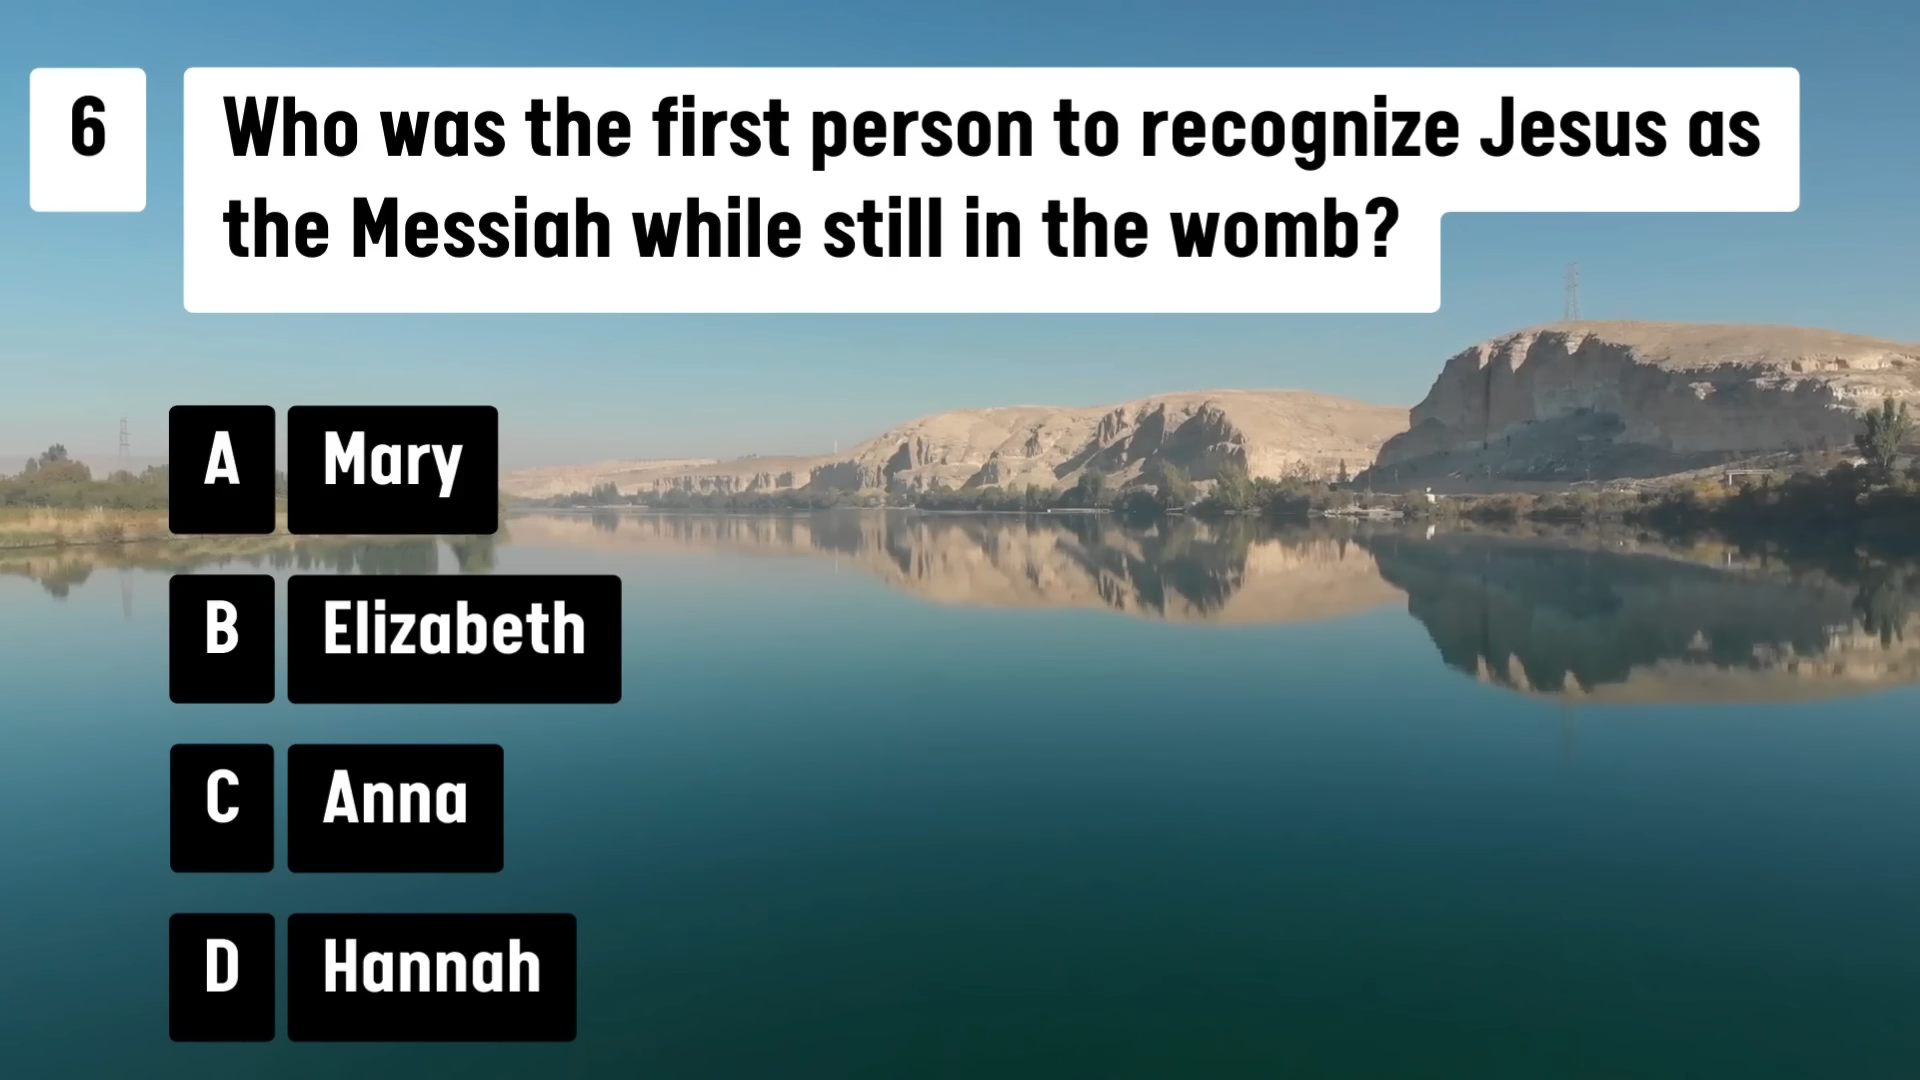 6
Who was the first person to recognize Jesus as
the Messiah while still in the womb?
A Mary
B Elizabeth
C Anna
D Hannah